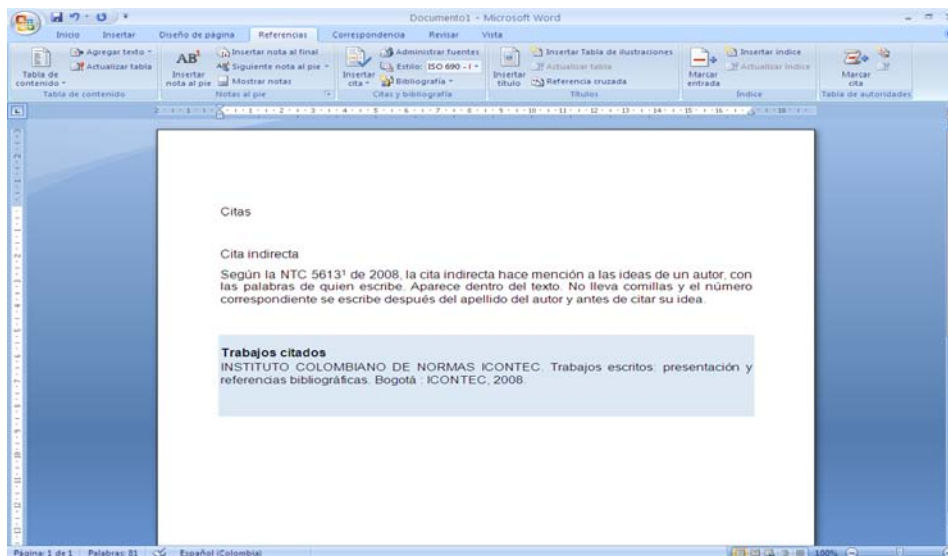 Documento1 - Microsoft Word
Inicio Insertar Diseño de página Referencias Correspondencia Revisar Vista
Tabla de contenido
Agregar texto
Actualizar tabla
Tabla de contenido
AB¹
Insertar nota al pie
Insertar nota al final
Siguiente nota al pie
Mostrar notas
Notas al pie
Insertar cita
Administrar fuentes
Estilo: ISO 690 - I
Bibliografía
Citas y bibliografía
Insertar título
Insertar Tabla de ilustraciones
Actualizar tabla
Referencia cruzada
Títulos
Marcar entrada
Insertar índice
Actualizar índice
Índice
Marcar cita
Tabla de autoridades
Citas
Cita indirecta
Según la NTC 5613¹ de 2008, la cita indirecta hace mención a las ideas de un autor, con
las palabras de quien escribe. Aparece dentro del texto. No lleva comillas y el número
correspondiente se escribe después del apellido del autor y antes de citar su idea.
Trabajos citados
INSTITUTO COLOMBIANO DE NORMAS ICONTEC. Trabajos escritos: presentación y
referencias bibliográficas. Bogotá : ICONTEC, 2008.
Página: 1 de 1 Palabras: 81 Español (Colombia) 100%